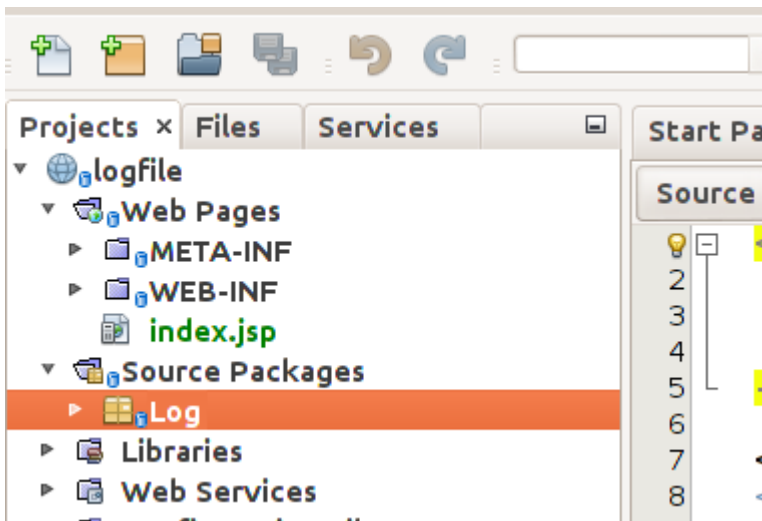 Projects × Files Services
Start Pa
logfile
Web Pages
Source
META-INF
WEB-INF
2
index.jsp
3
4
Source Packages
5
Log
6
Libraries
7
Web Services
8